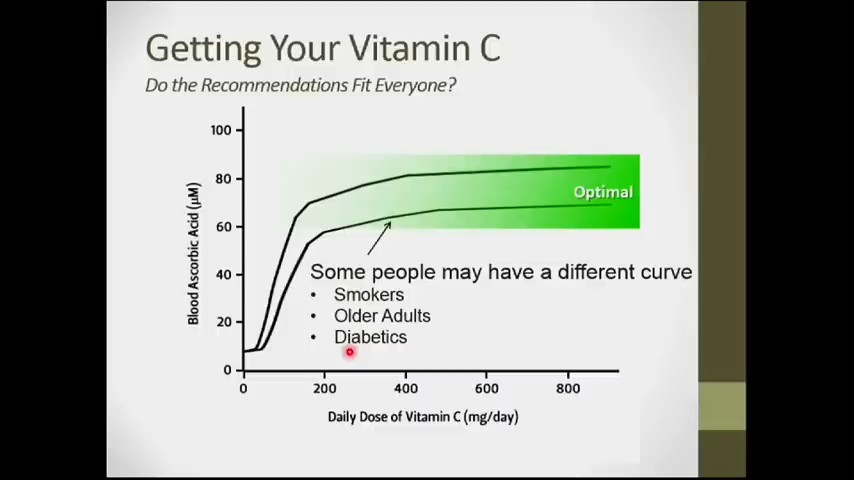 Getting Your Vitamin C
Do the Recommendations Fit Everyone?
100
80
60
40
20
0
Blood Ascorbic Acid (µM)
Optimal
Some people may have a different curve
• Smokers
• Older Adults
• Diabetics
0 200 400 600 800
Daily Dose of Vitamin C (mg/day)